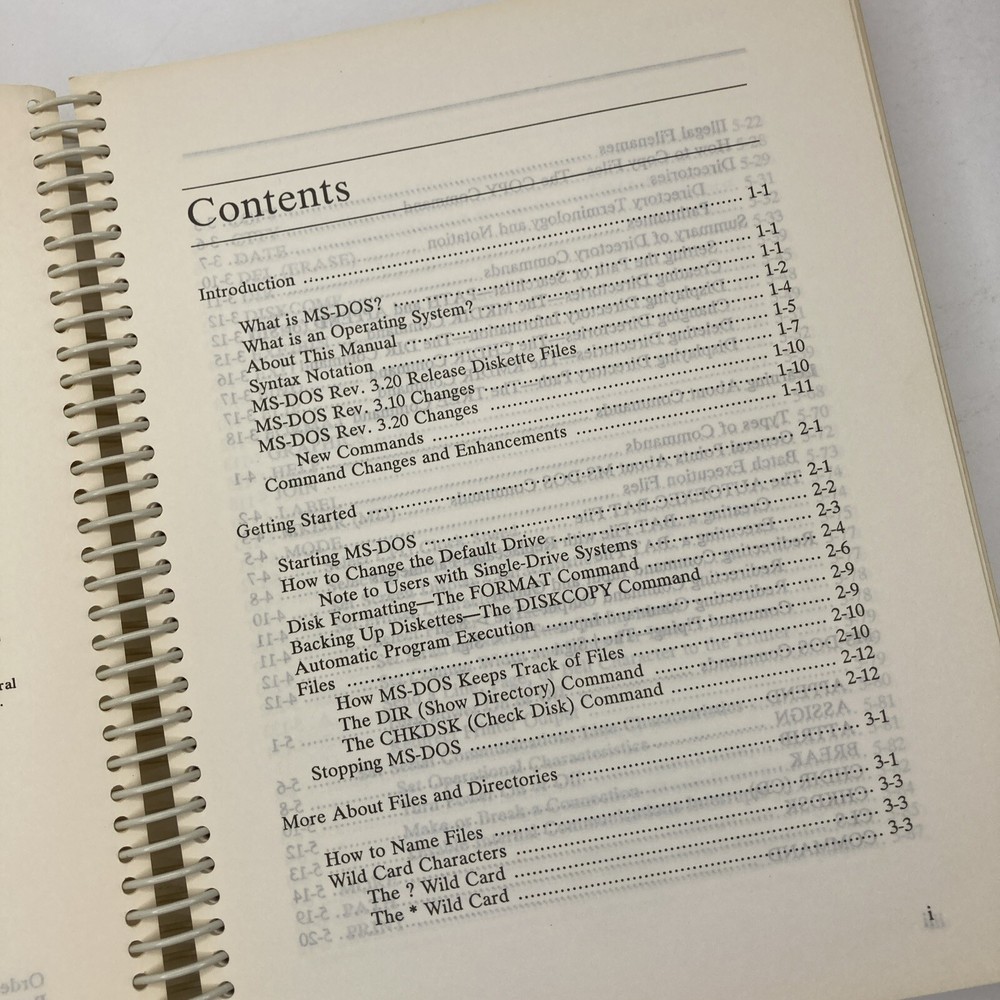 Contents
Introduction ........ 1-1
What is MS-DOS? ........ 1-1
What is an Operating System? ........ 1-1
About This Manual ........ 1-2
Syntax Notation ........ 1-4
MS-DOS Rev. 3.20 Release Diskette Files ........ 1-5
MS-DOS Rev. 3.10 Changes ........ 1-7
MS-DOS Rev. 3.20 Changes ........ 1-10
New Commands ........ 1-10
Command Changes and Enhancements ........ 1-11
Getting Started ........ 2-1
Starting MS-DOS ........ 2-1
How to Change the Default Drive ........ 2-2
Note to Users with Single-Drive Systems ........ 2-3
Disk Formatting—The FORMAT Command ........ 2-4
Backing Up Diskettes—The DISKCOPY Command ........ 2-6
Automatic Program Execution ........ 2-9
Files ........ 2-9
How MS-DOS Keeps Track of Files ........ 2-10
The DIR (Show Directory) Command ........ 2-10
The CHKDSK (Check Disk) Command ........ 2-12
Stopping MS-DOS ........ 2-12
More About Files and Directories ........ 3-1
How to Name Files ........ 3-1
Wild Card Characters ........ 3-3
The ? Wild Card ........ 3-3
The * Wild Card ........ 3-3
i